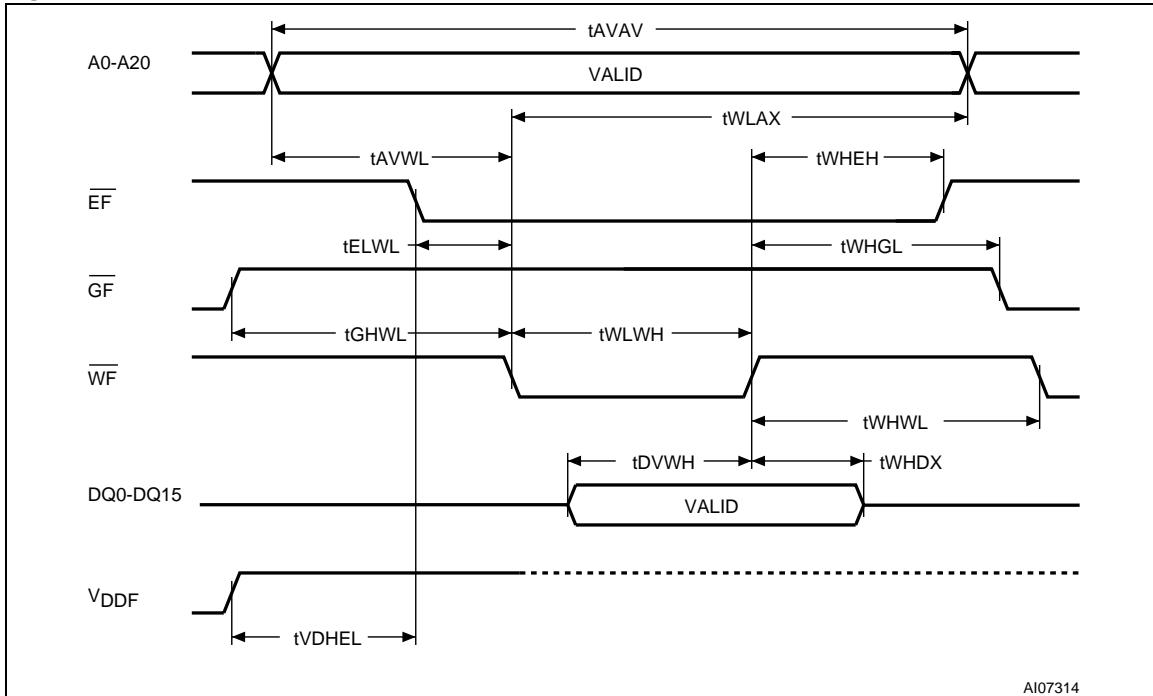 tAVAV
A0-A20
VALID
tWLAX
tAVWL
tWHEH
EF
tELWL
tWHGL
GF
tGHWL
tWLWH
WF
tWHWL
tDVWH
tWHDX
DQ0-DQ15
VALID
VDDF
tVDHEL
AI07314